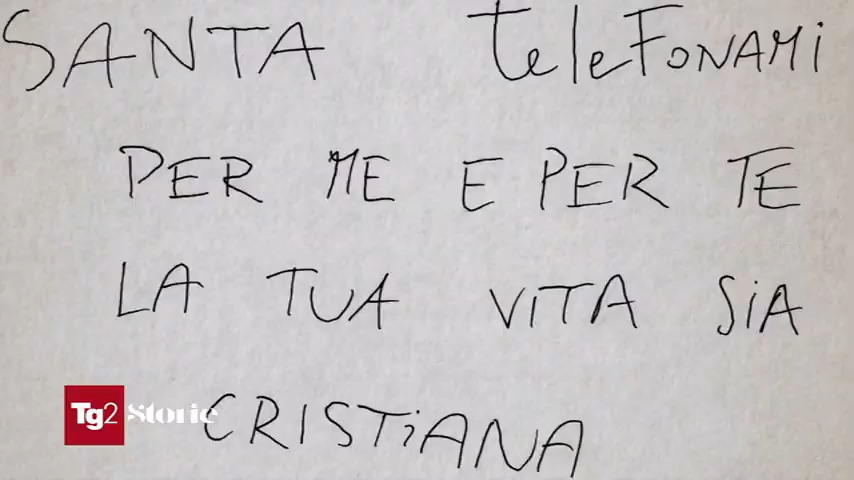 SANTA teleFONAMi
PER ME E PER TE
LA TUA ViTA SiA
CRISTiANA
Tg2 Storie